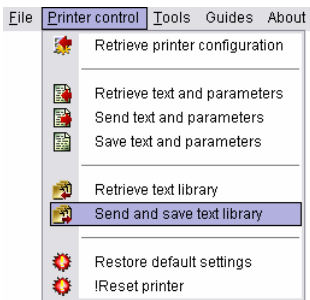 File Printer control Tools Guides About
Retrieve printer configuration
Retrieve text and parameters
Send text and parameters
Save text and parameters
Retrieve text library
Send and save text library
Restore default settings
!Reset printer